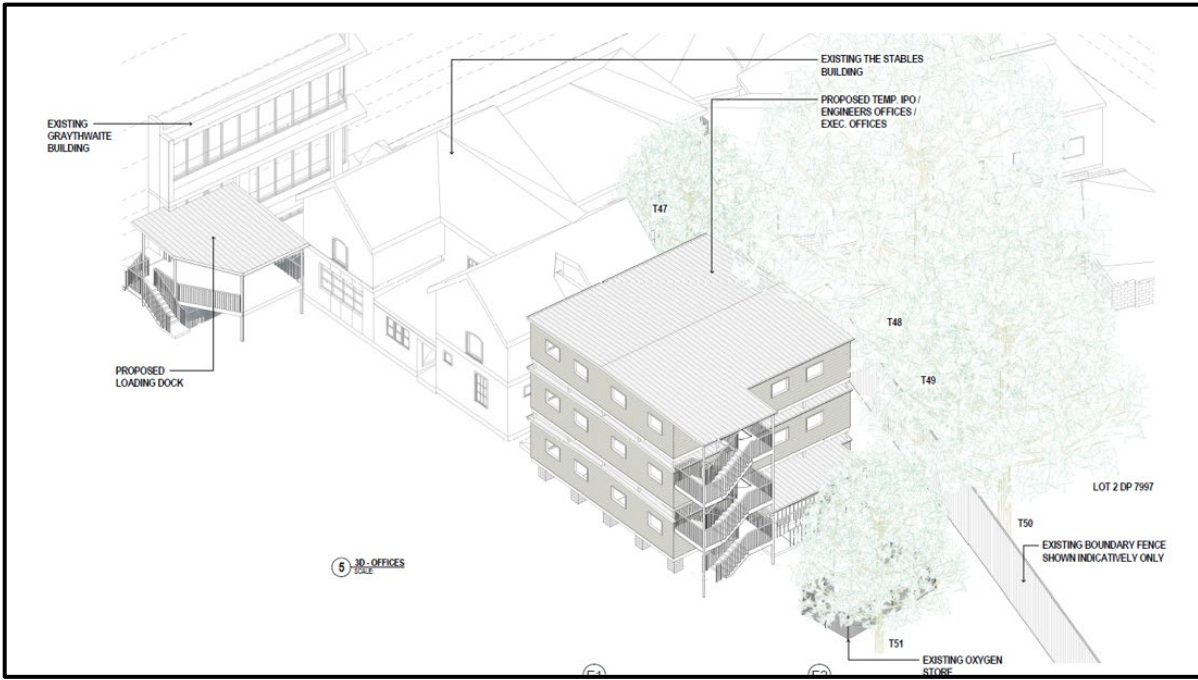 EXISTING THE STABLES
BUILDING
PROPOSED TEMP. IPO /
ENGINEERS OFFICES /
EXEC. OFFICES
EXISTING
GRAYTHWAITE
BUILDING
T47
T48
T49
PROPOSED
LOADING DOCK
LOT 2 DP 7997
T50
EXISTING BOUNDARY FENCE
SHOWN INDICATIVELY ONLY
5 3D - OFFICES
SCALE
T51
EXISTING OXYGEN
STORE
F1